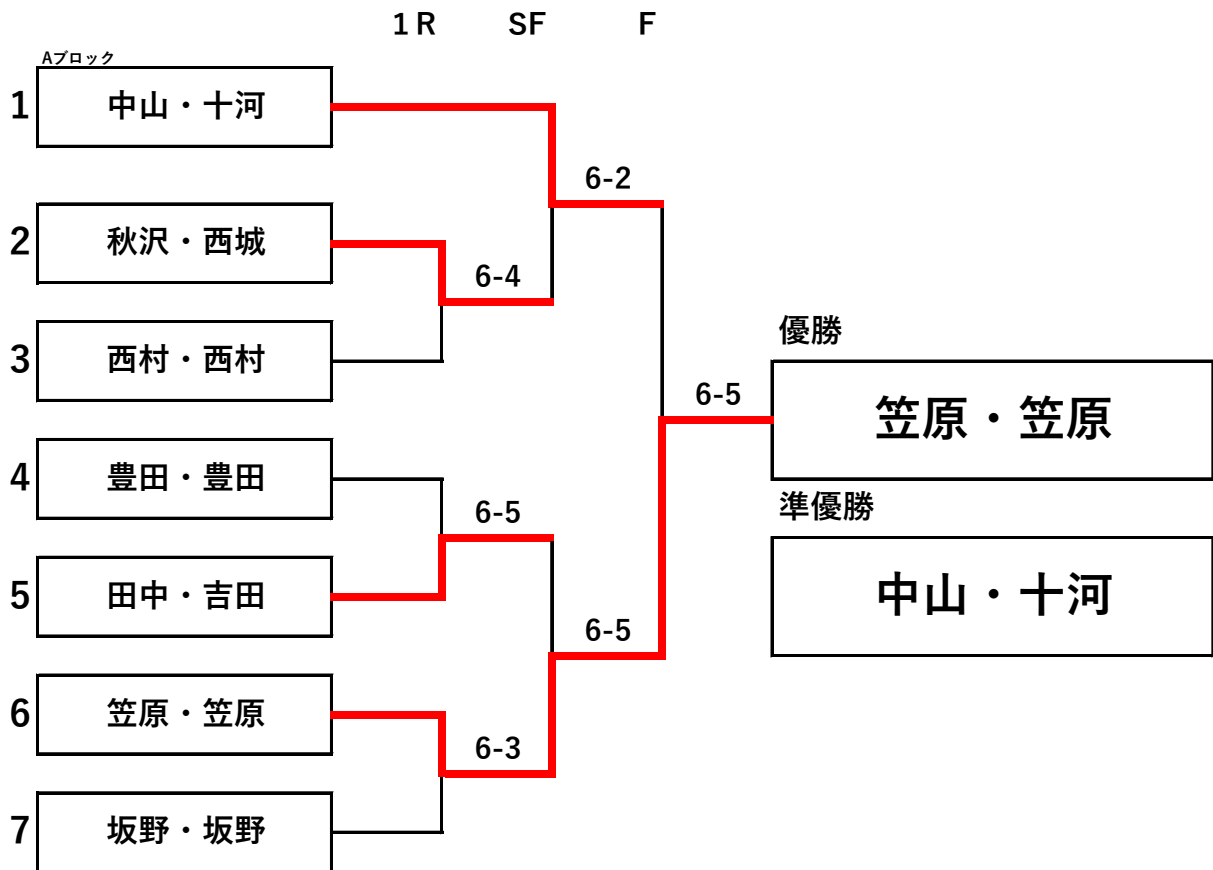 1R SF F
Aブロック
1 中山・十河
6-2
2 秋沢・西城
6-4
3 西村・西村
優勝
6-5
笠原・笠原
4 豊田・豊田
準優勝
6-5
5 田中・吉田
中山・十河
6-5
6 笠原・笠原
6-3
7 坂野・坂野